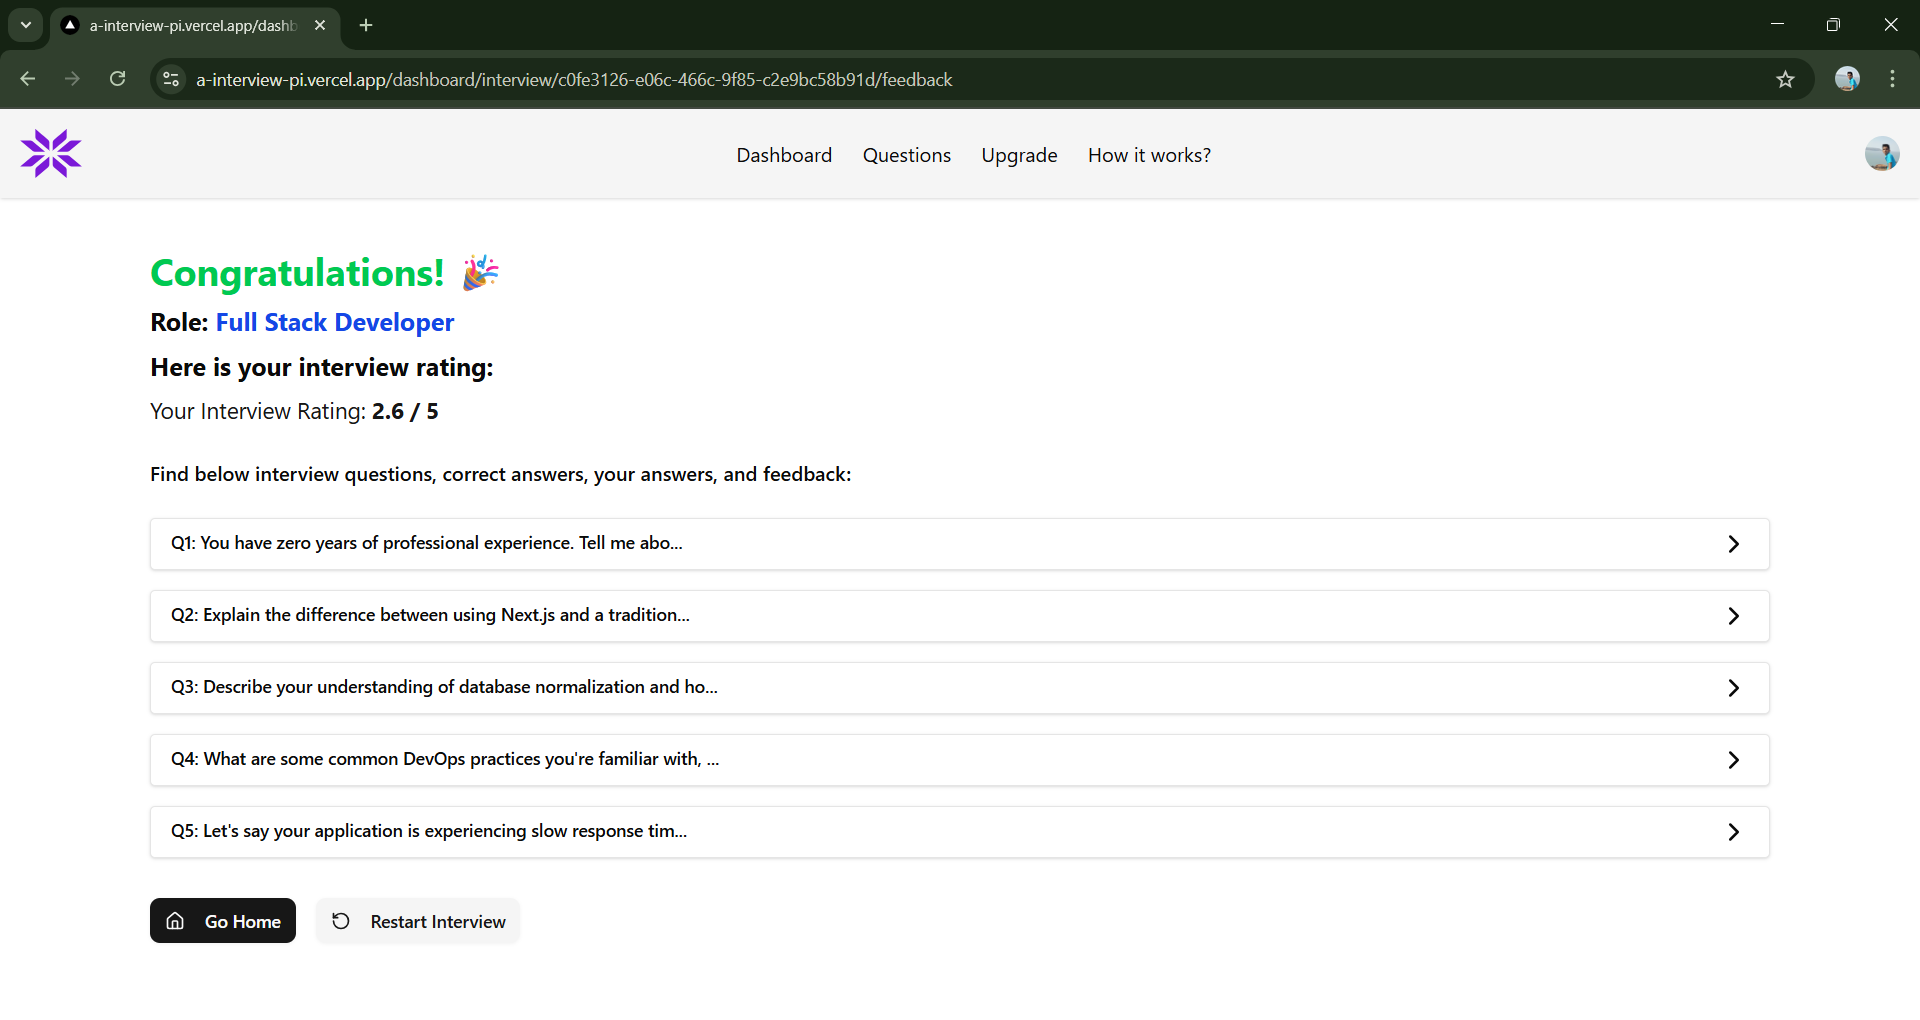 a-interview-pi.vercel.app/dashb
a-interview-pi.vercel.app/dashboard/interview/c0fe3126-e06c-466c-9f85-c2e9bc58b91d/feedback
Dashboard Questions Upgrade How it works?
Congratulations! 🎉
Role: Full Stack Developer
Here is your interview rating:
Your Interview Rating: 2.6 / 5
Find below interview questions, correct answers, your answers, and feedback:
Q1: You have zero years of professional experience. Tell me abo...
Q2: Explain the difference between using Next.js and a tradition...
Q3: Describe your understanding of database normalization and ho...
Q4: What are some common DevOps practices you're familiar with, ...
Q5: Let's say your application is experiencing slow response tim...
Go Home Restart Interview